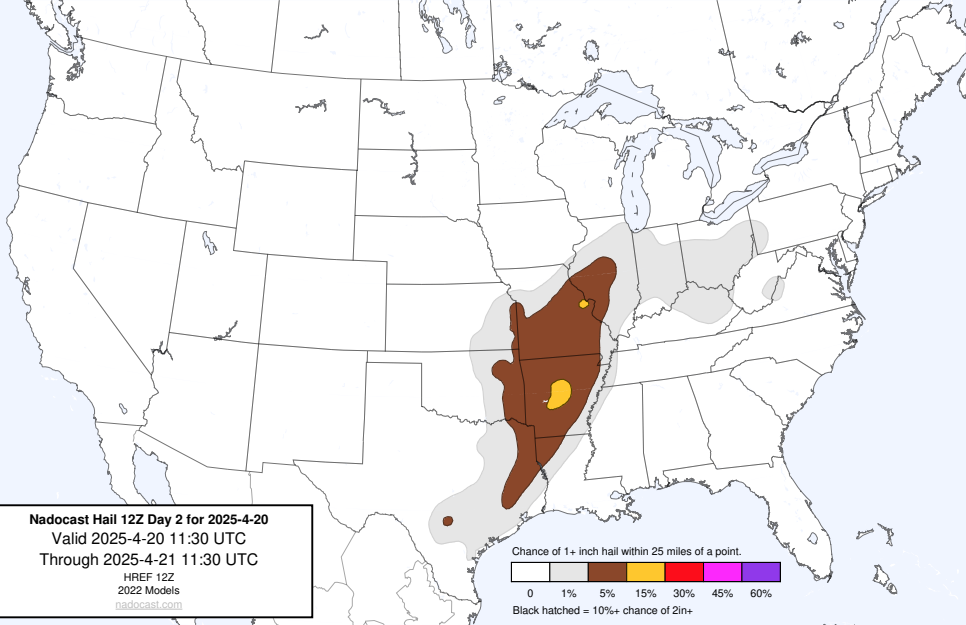 Nadocast Hail 12Z Day 2 for 2025-4-20
Valid 2025-4-20 11:30 UTC
Through 2025-4-21 11:30 UTC
HREF 12Z
2022 Models
nadocast.com
Chance of 1+ inch hail within 25 miles of a point.
0 1% 5% 15% 30% 45% 60%
Black hatched = 10%+ chance of 2in+